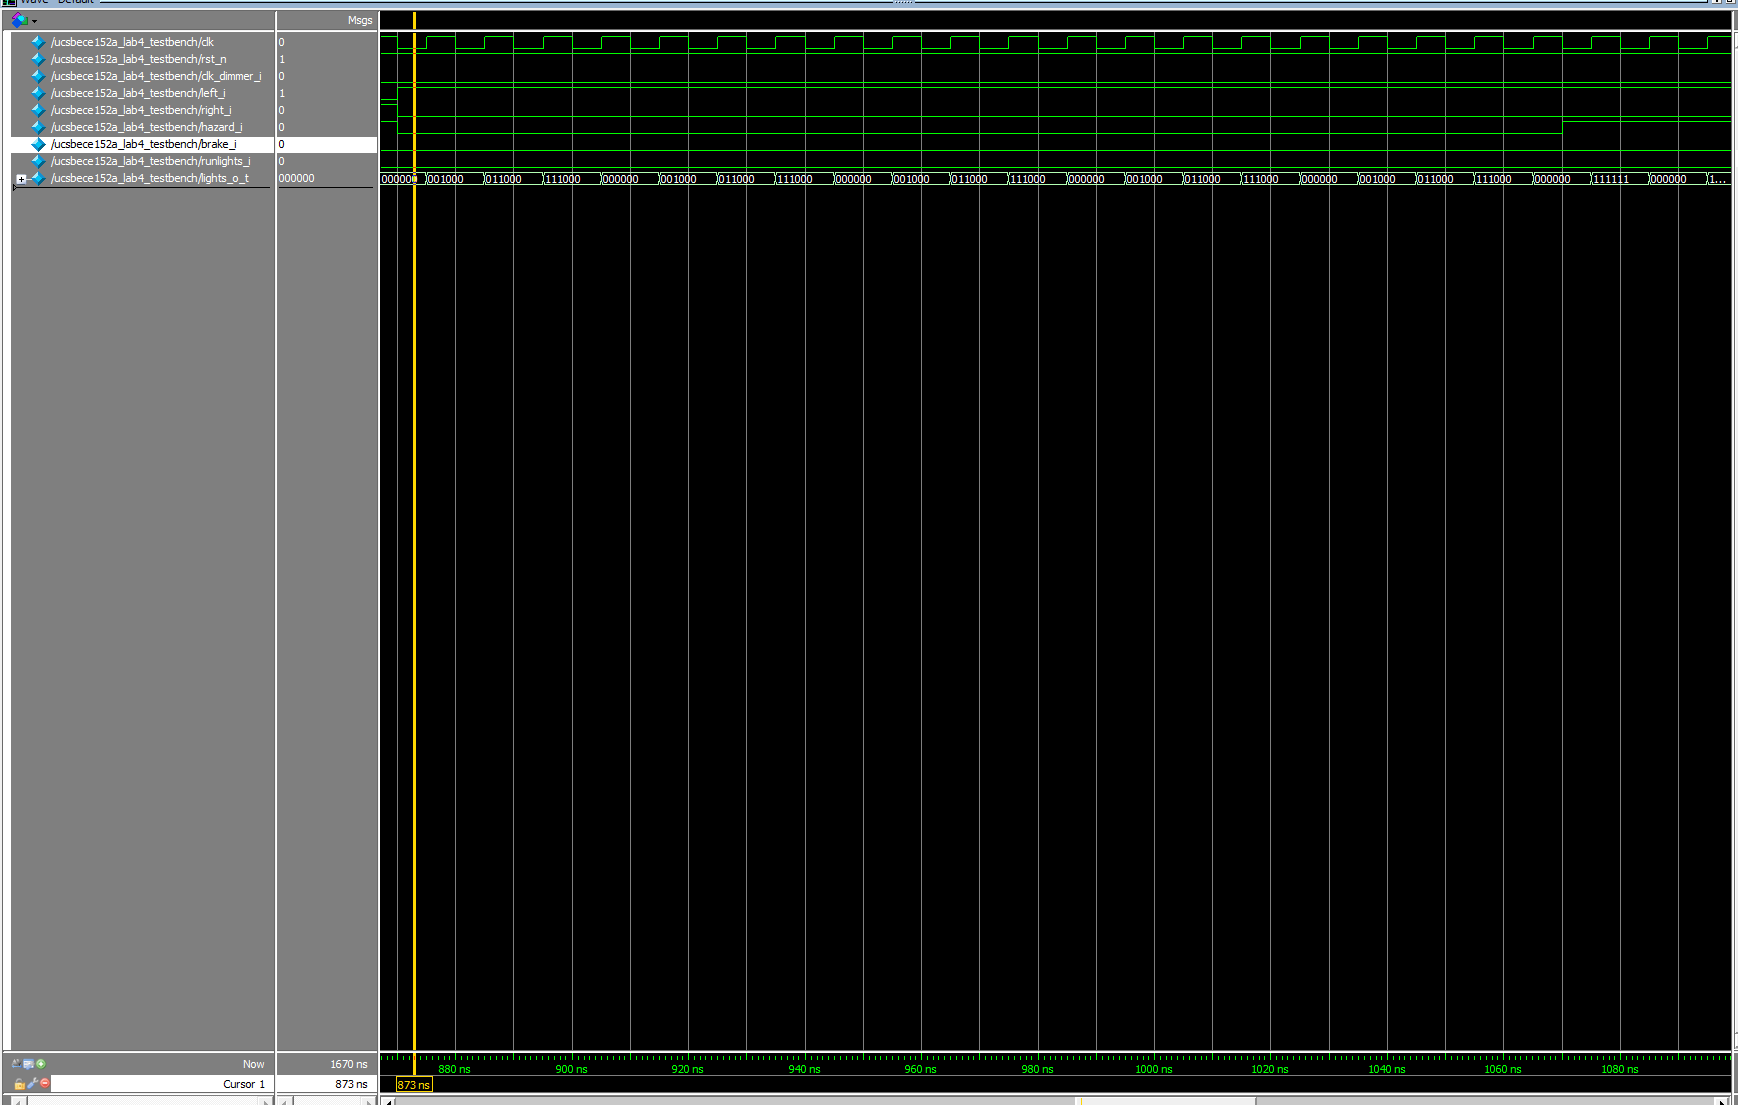 Wave - Default
Msgs
/ucsbece152a_lab4_testbench/clk 0
/ucsbece152a_lab4_testbench/rst_n 1
/ucsbece152a_lab4_testbench/clk_dimmer_i 0
/ucsbece152a_lab4_testbench/left_i 1
/ucsbece152a_lab4_testbench/right_i 0
/ucsbece152a_lab4_testbench/hazard_i 0
/ucsbece152a_lab4_testbench/brake_i 0
/ucsbece152a_lab4_testbench/runlights_i 0
/ucsbece152a_lab4_testbench/lights_o_t 000000 000000 001000 011000 111000 000000 001000 011000 111000 000000 001000 011000 111000 000000 001000 011000 111000 000000 001000 011000 111000 000000 111111 000000 1...
Now 1670 ns 880 ns 900 ns 920 ns 940 ns 960 ns 980 ns 1000 ns 1020 ns 1040 ns 1060 ns 1080 ns
Cursor 1 873 ns 873 ns